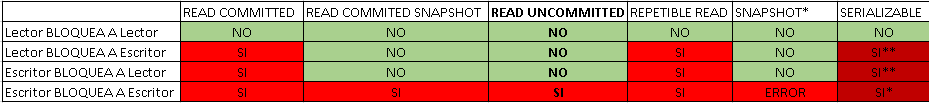 READ COMMITTED READ COMMITED SNAPSHOT READ UNCOMMITTED REPETIBLE READ SNAPSHOT* SERIALIZABLE
Lector BLOQUEA A Lector NO NO NO NO NO NO
Lector BLOQUEA A Escritor SI NO NO SI NO SI**
Escritor BLOQUEA A Lector SI NO NO SI NO SI**
Escritor BLOQUEA A Escritor SI SI SI SI ERROR SI*